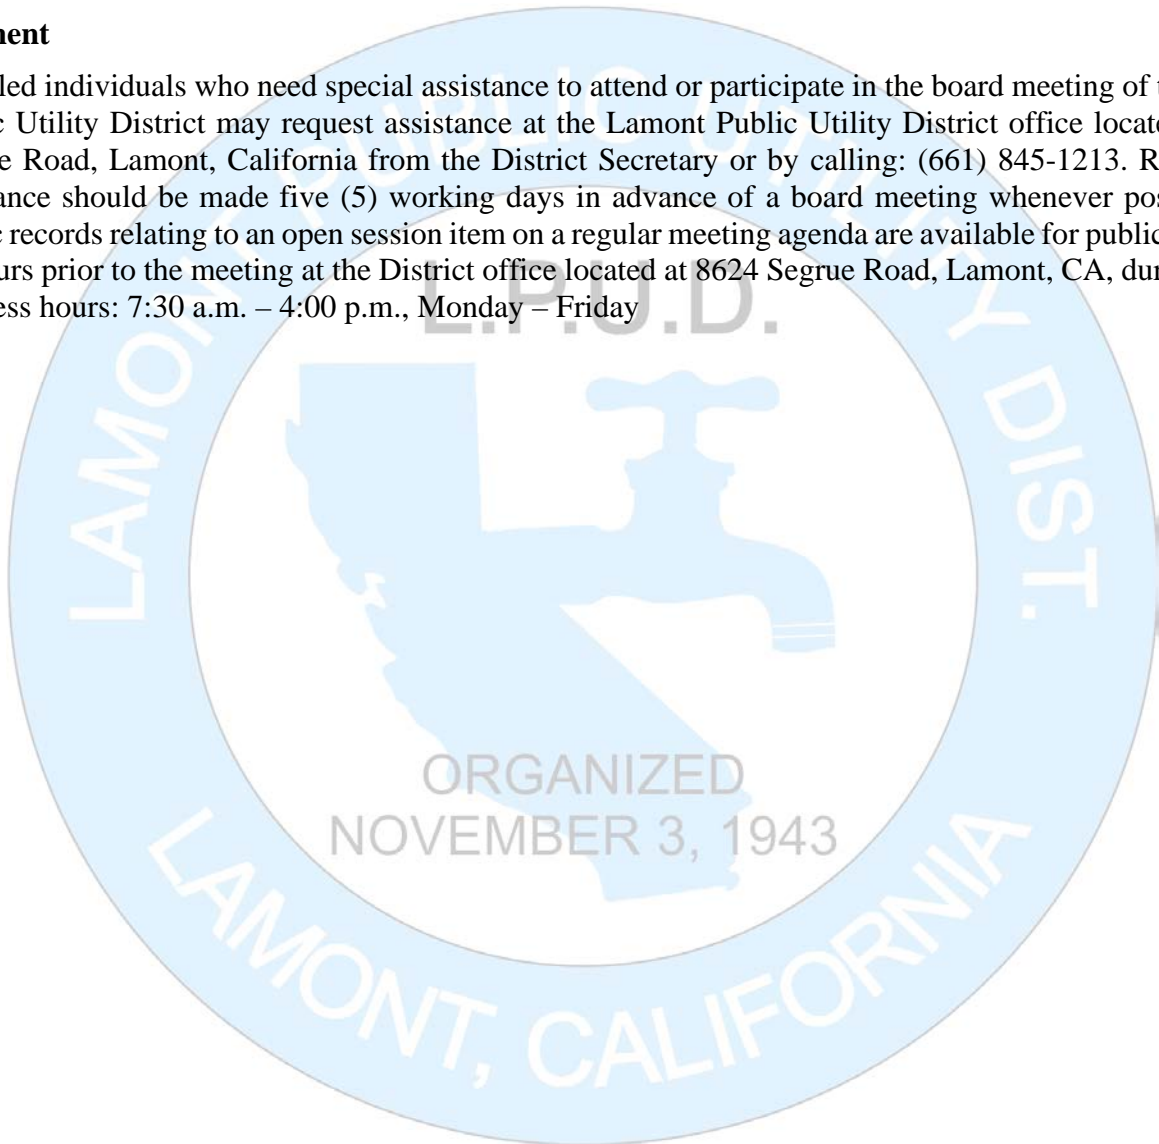 ment
led individuals who need special assistance to attend or participate in the board meeting of t
c Utility District may request assistance at the Lamont Public Utility District office locate
e Road, Lamont, California from the District Secretary or by calling: (661) 845-1213. R
ance should be made five (5) working days in advance of a board meeting whenever pos
c records relating to an open session item on a regular meeting agenda are available for public
urs prior to the meeting at the District office located at 8624 Segrue Road, Lamont, CA, dur
ess hours: 7:30 a.m. – 4:00 p.m., Monday – Friday
LAMONT PUBLIC UTILITY DIST.
L.P.U.D.
ORGANIZED
NOVEMBER 3, 1943
LAMONT, CALIFORNIA